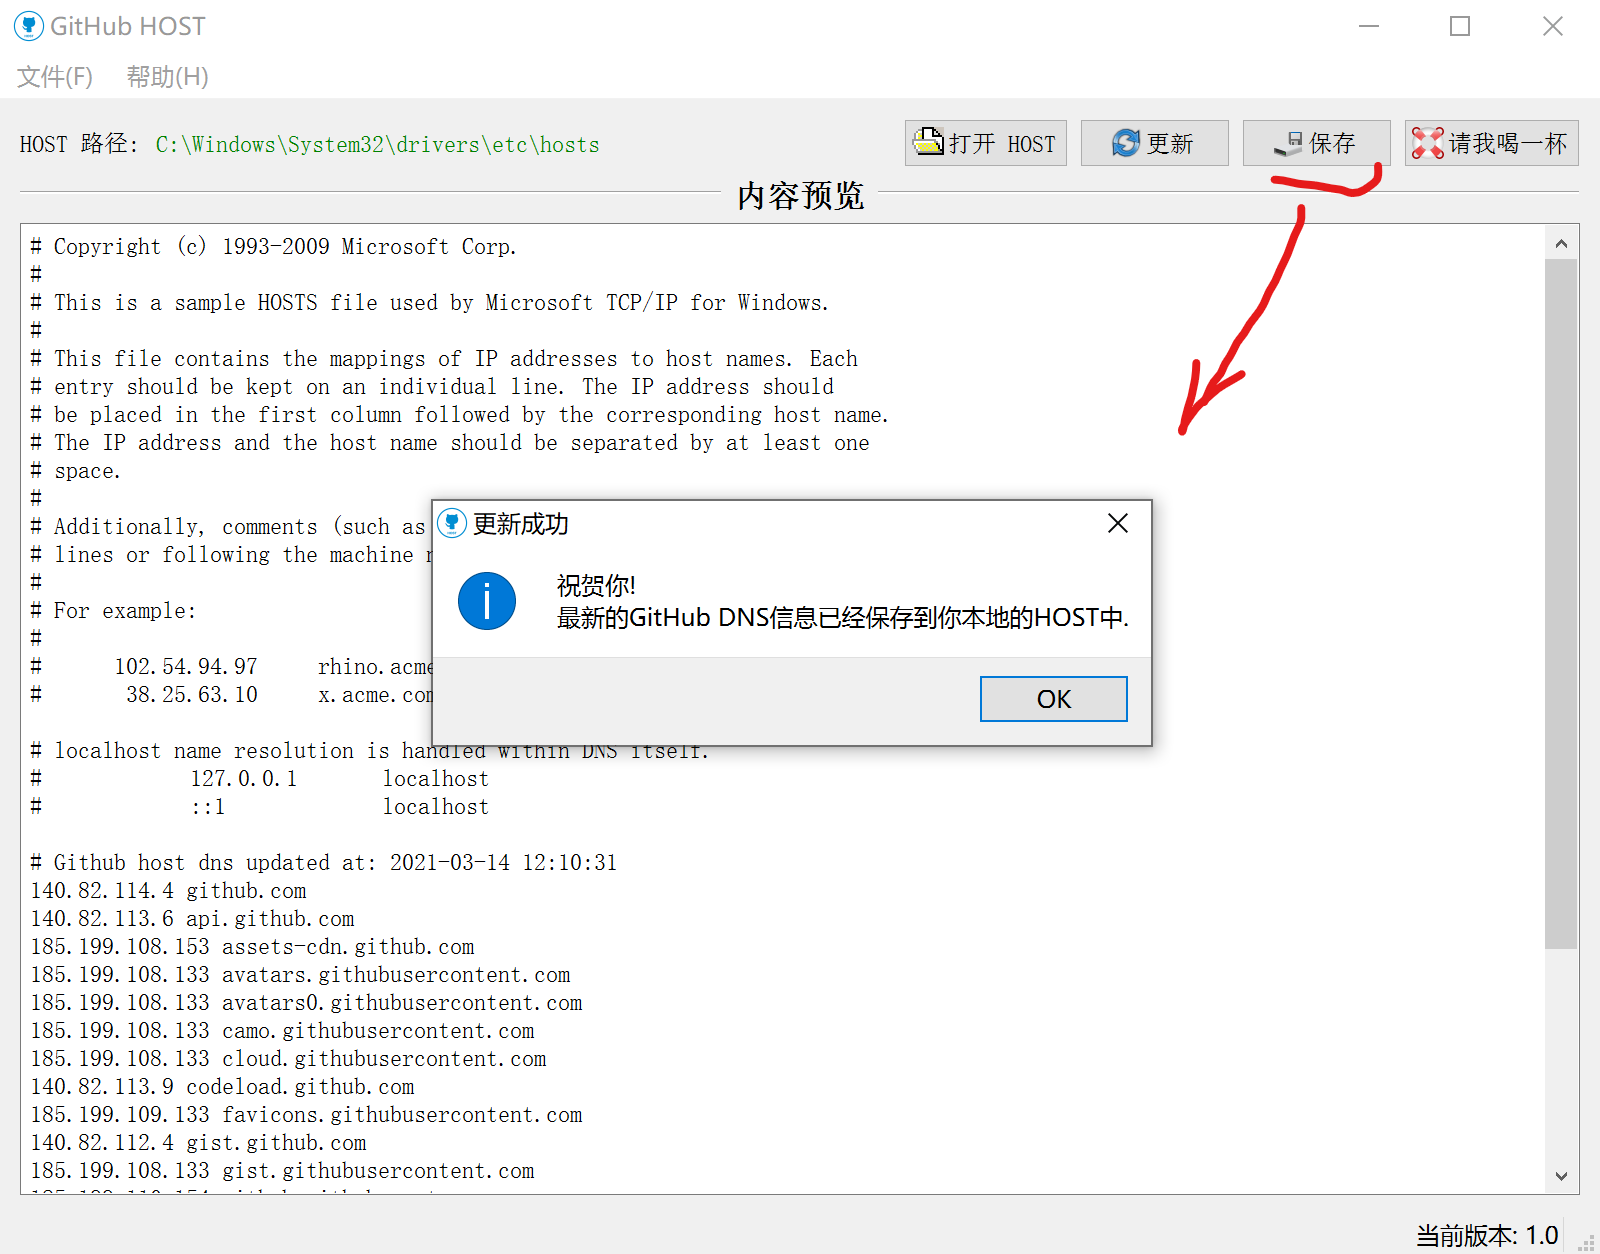 GitHub HOST
文件(F) 帮助(H)
HOST 路径: C:\Windows\System32\drivers\etc\hosts
打开 HOST
更新
保存
请我喝一杯
内容预览
# Copyright (c) 1993-2009 Microsoft Corp.
#
# This is a sample HOSTS file used by Microsoft TCP/IP for Windows.
#
# This file contains the mappings of IP addresses to host names. Each
# entry should be kept on an individual line. The IP address should
# be placed in the first column followed by the corresponding host name.
# The IP address and the host name should be separated by at least one
# space.
#
# Additionally, comments (such as
# lines or following the machine
#
# For example:
#
# 102.54.94.97 rhino.acme
# 38.25.63.10 x.acme.com
# localhost name resolution is handled within DNS itself.
# 127.0.0.1 localhost
# ::1 localhost
# Github host dns updated at: 2021-03-14 12:10:31
140.82.114.4 github.com
140.82.113.6 api.github.com
185.199.108.153 assets-cdn.github.com
185.199.108.133 avatars.githubusercontent.com
185.199.108.133 avatars0.githubusercontent.com
185.199.108.133 camo.githubusercontent.com
185.199.108.133 cloud.githubusercontent.com
140.82.113.9 codeload.github.com
185.199.109.133 favicons.githubusercontent.com
140.82.112.4 gist.github.com
185.199.108.133 gist.githubusercontent.com
更新成功
祝贺你!
最新的GitHub DNS信息已经保存到你本地的HOST中.
OK
当前版本: 1.0